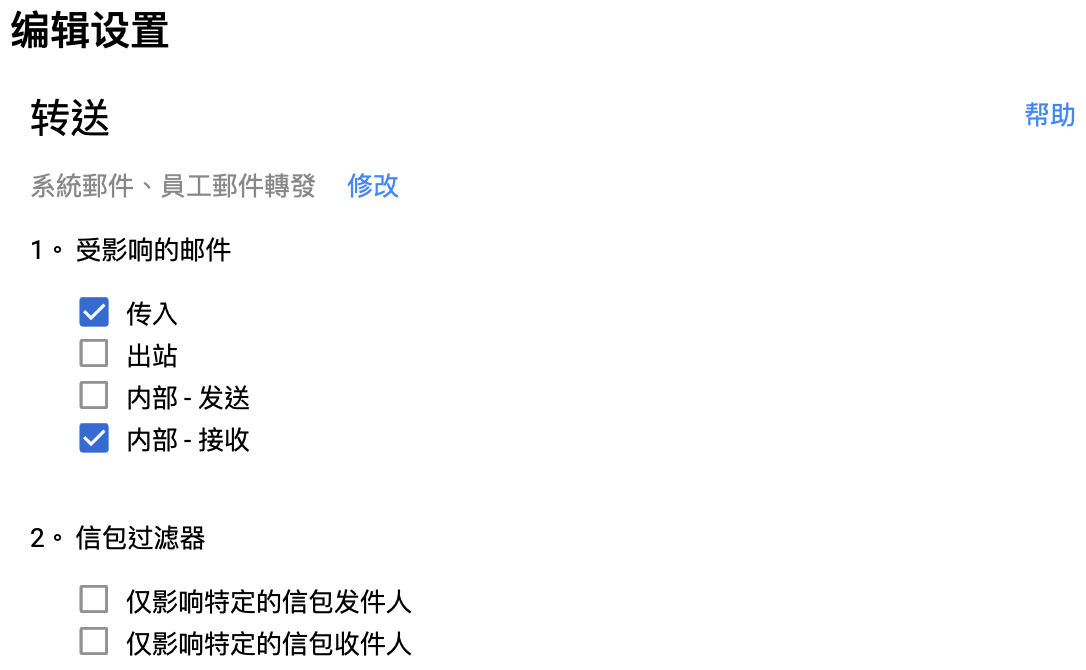 编辑设置
转送
帮助
系統郵件、員工郵件轉發 修改
1。 受影响的邮件
传入
出站
内部 - 发送
内部 - 接收
2。 信包过滤器
仅影响特定的信包发件人
仅影响特定的信包收件人